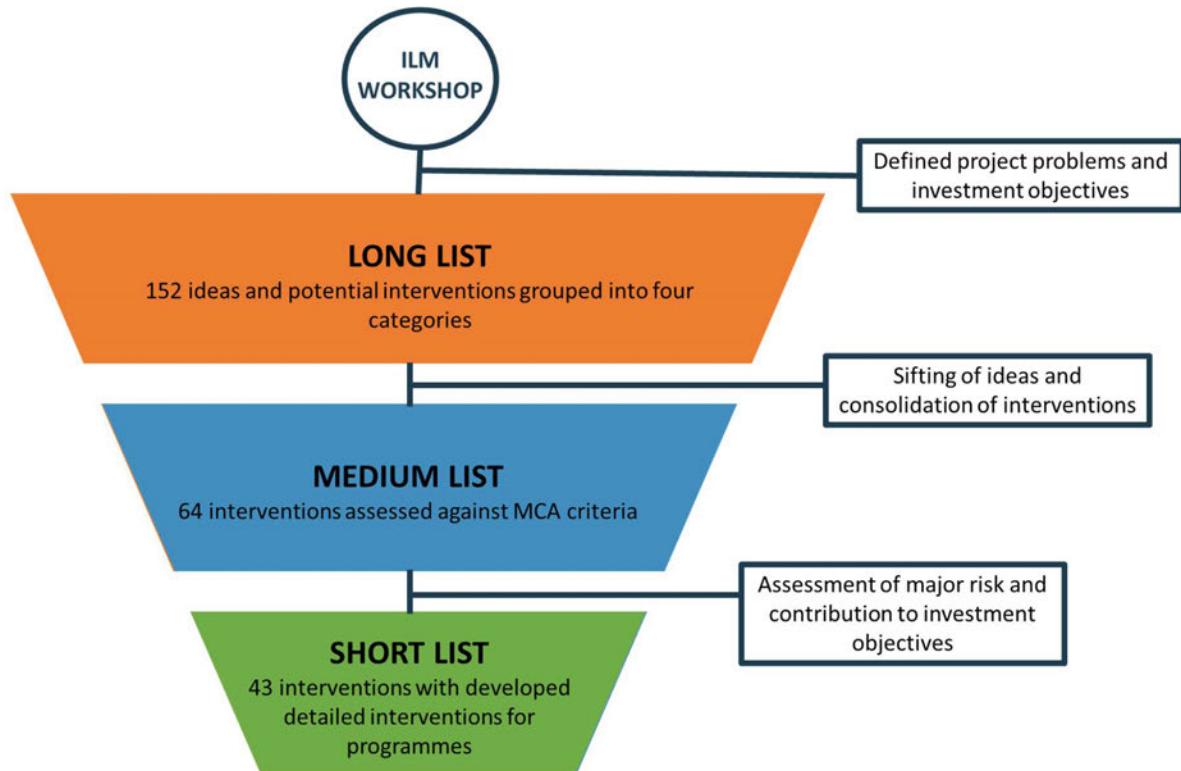 ILM
WORKSHOP
Defined project problems and
investment objectives
LONG LIST
152 ideas and potential interventions grouped into four
categories
Sifting of ideas and
consolidation of interventions
MEDIUM LIST
64 interventions assessed against MCA criteria
Assessment of major risk and
contribution to investment
objectives
SHORT LIST
43 interventions with developed
detailed interventions for
programmes